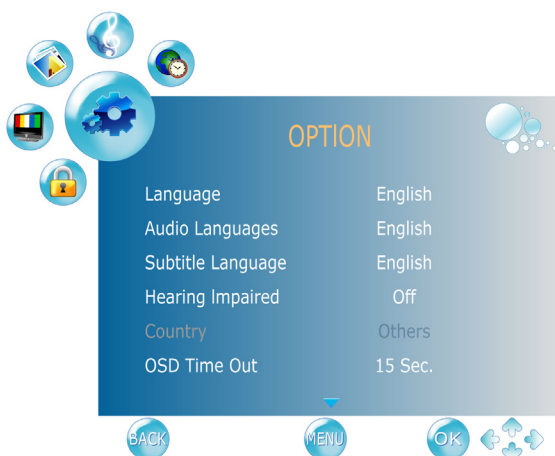 OPTION
Language English
Audio Languages English
Subtitle Language English
Hearing Impaired Off
Country Others
OSD Time Out 15 Sec.
BACK MENU OK